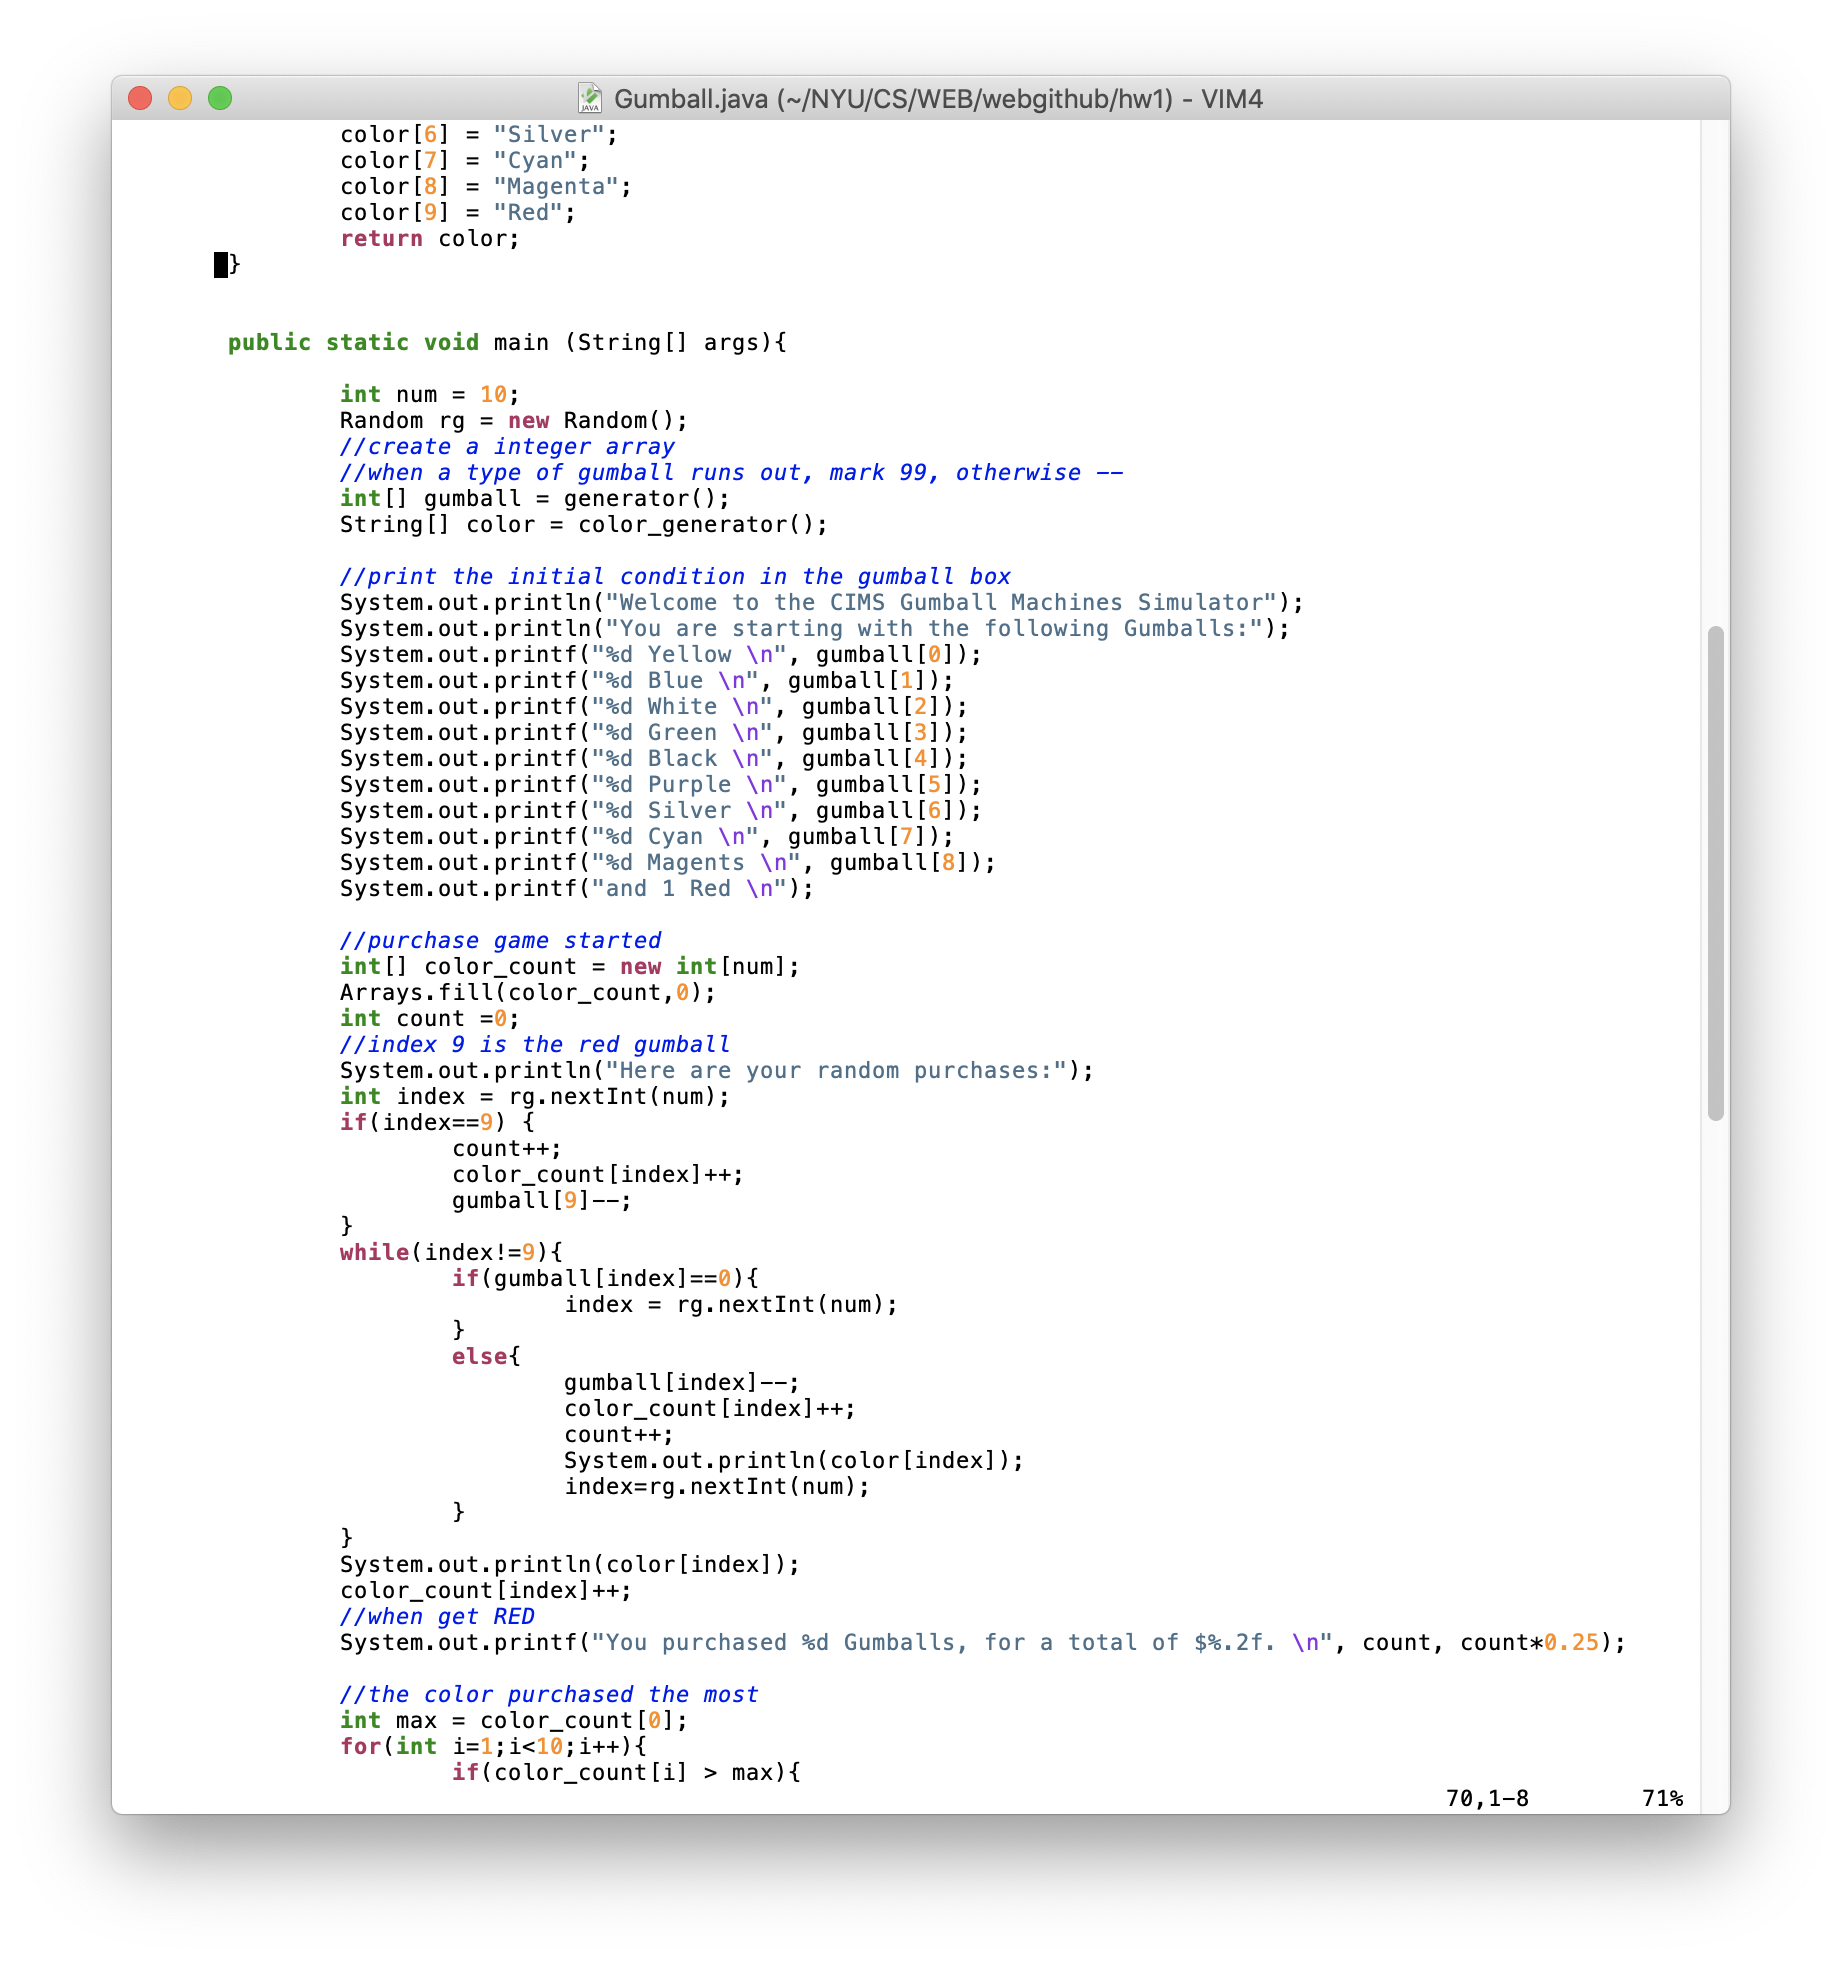 Gumball.java (~/NYU/CS/WEB/webgithub/hw1) - VIM4
color[6] = "Silver";
color[7] = "Cyan";
color[8] = "Magenta";
color[9] = "Red";
return color;
}
public static void main (String[] args){
int num = 10;
Random rg = new Random();
//create a integer array
//when a type of gumball runs out, mark 99, otherwise --
int[] gumball = generator();
String[] color = color_generator();
//print the initial condition in the gumball box
System.out.println("Welcome to the CIMS Gumball Machines Simulator");
System.out.println("You are starting with the following Gumballs:");
System.out.printf("%d Yellow \n", gumball[0]);
System.out.printf("%d Blue \n", gumball[1]);
System.out.printf("%d White \n", gumball[2]);
System.out.printf("%d Green \n", gumball[3]);
System.out.printf("%d Black \n", gumball[4]);
System.out.printf("%d Purple \n", gumball[5]);
System.out.printf("%d Silver \n", gumball[6]);
System.out.printf("%d Cyan \n", gumball[7]);
System.out.printf("%d Magents \n", gumball[8]);
System.out.printf("and 1 Red \n");
//purchase game started
int[] color_count = new int[num];
Arrays.fill(color_count,0);
int count =0;
//index 9 is the red gumball
System.out.println("Here are your random purchases:");
int index = rg.nextInt(num);
if(index==9) {
count++;
color_count[index]++;
gumball[9]--;
}
while(index!=9){
if(gumball[index]==0){
index = rg.nextInt(num);
}
else{
gumball[index]--;
color_count[index]++;
count++;
System.out.println(color[index]);
index=rg.nextInt(num);
}
}
System.out.println(color[index]);
color_count[index]++;
//when get RED
System.out.printf("You purchased %d Gumballs, for a total of $%.2f. \n", count, count*0.25);
//the color purchased the most
int max = color_count[0];
for(int i=1;i<10;i++){
if(color_count[i] > max){
70,1-8 71%